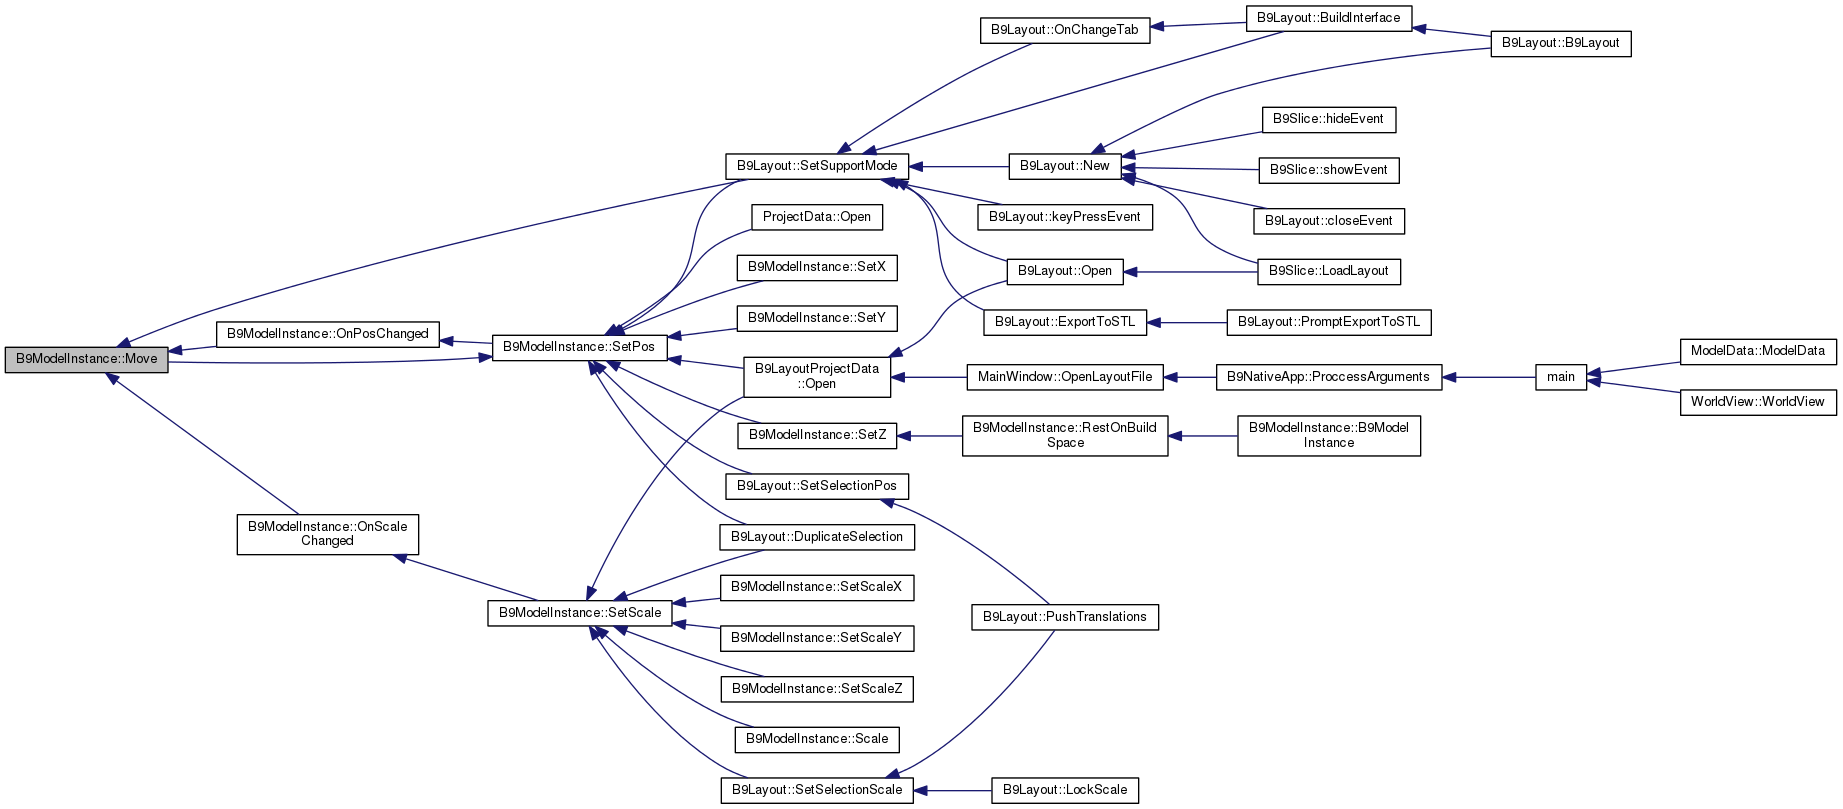 B9Layout::OnChangeTab
B9Layout::BuildInterface
B9Layout::B9Layout
B9Slice::hideEvent
B9Layout::SetSupportMode
B9Layout::New
B9Slice::showEvent
ProjectData::Open
B9Layout::keyPressEvent
B9Layout::closeEvent
B9ModelInstance::SetX
B9Layout::Open
B9Slice::LoadLayout
B9ModelInstance::OnPosChanged
B9ModelInstance::SetY
B9Layout::ExportToSTL
B9Layout::PromptExportToSTL
B9ModelInstance::Move
B9ModelInstance::SetPos
B9LayoutProjectData
::Open
MainWindow::OpenLayoutFile
B9NativeApp::ProccessArguments
main
ModelData::ModelData
WorldView::WorldView
B9ModelInstance::SetZ
B9ModelInstance::RestOnBuild
Space
B9ModelInstance::B9Model
Instance
B9Layout::SetSelectionPos
B9ModelInstance::OnScale
Changed
B9Layout::DuplicateSelection
B9ModelInstance::SetScale
B9ModelInstance::SetScaleX
B9Layout::PushTranslations
B9ModelInstance::SetScaleY
B9ModelInstance::SetScaleZ
B9ModelInstance::Scale
B9Layout::SetSelectionScale
B9Layout::LockScale